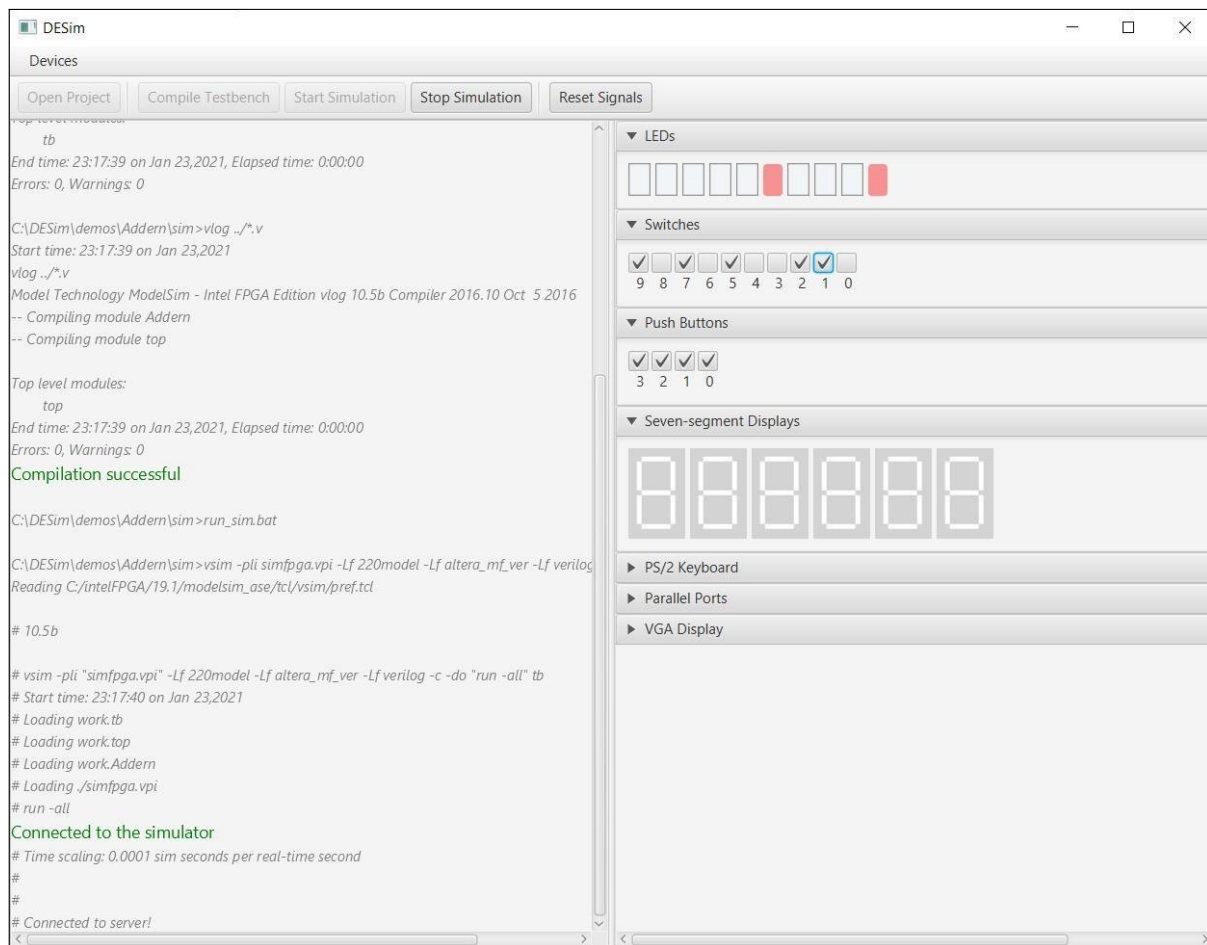 DESim
Devices
Open Project Compile Testbench Start Simulation Stop Simulation Reset Signals
Top level modules:
tb
End time: 23:17:39 on Jan 23,2021, Elapsed time: 0:00:00
Errors: 0, Warnings: 0
C:\DESim\demos\Addern\sim>vlog ../*.v
Start time: 23:17:39 on Jan 23,2021
vlog ../*.v
Model Technology ModelSim - Intel FPGA Edition vlog 10.5b Compiler 2016.10 Oct  5 2016
-- Compiling module Addern
-- Compiling module top
Top level modules:
top
End time: 23:17:39 on Jan 23,2021, Elapsed time: 0:00:00
Errors: 0, Warnings: 0
Compilation successful
C:\DESim\demos\Addern\sim>run_sim.bat
C:\DESim\demos\Addern\sim>vsim -pli simfpga.vpi -Lf 220model -Lf altera_mf_ver -Lf verilog
Reading C:/intelFPGA/19.1/modelsim_ase/tcl/vsim/pref.tcl
# 10.5b
# vsim -pli "simfpga.vpi" -Lf 220model -Lf altera_mf_ver -Lf verilog -c -do "run -all" tb
# Start time: 23:17:40 on Jan 23,2021
# Loading work.tb
# Loading work.top
# Loading work.Addern
# Loading ./simfpga.vpi
# run -all
Connected to the simulator
# Time scaling: 0.0001 sim seconds per real-time second
#
#
# Connected to server!
LEDs
Switches
9 8 7 6 5 4 3 2 1 0
Push Buttons
3 2 1 0
Seven-segment Displays
PS/2 Keyboard
Parallel Ports
VGA Display